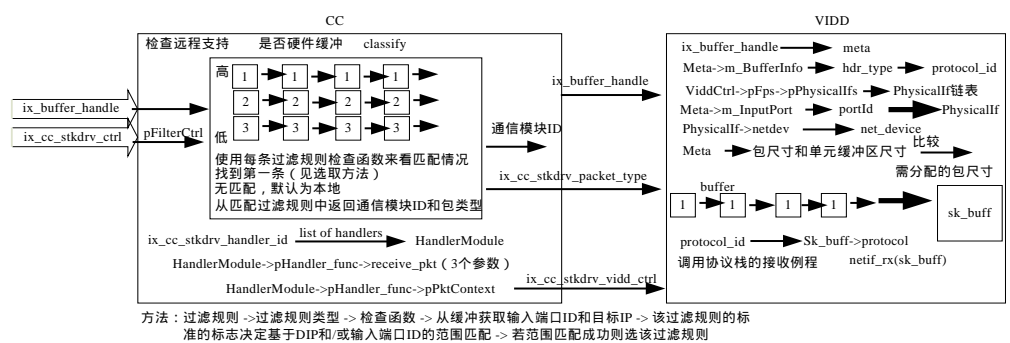 CC
VIDD
检查远程支持 是否硬件缓冲 classify
高 1 1 1 1
2 2 2 2
低 3 3 3 3
使用每条过滤规则检查函数来看匹配情况
找到第一条（见选取方法）
无匹配，默认为本地
从匹配过滤规则中返回通信模块ID和包类型
ix_buffer_handle
ix_cc_stkdrv_ctrl
pFilterCtrl
ix_cc_stkdrv_handler_id list of handlers HandlerModule
HandlerModule->pHandler_func->receive_pkt（3个参数）
HandlerModule->pHandler_func->pPktContext
ix_buffer_handle
通信模块ID
ix_cc_stkdrv_packet_type
ix_cc_stkdrv_vidd_ctrl
ix_buffer_handle meta
Meta->m_BufferInfo hdr_type protocol_id
ViddCtrl->pFps->pPhysicalIfs PhysicalIf链表
Meta->m_InputPort portId PhysicalIf
PhysicalIf->netdev net_device
Meta 包尺寸和单元缓冲区尺寸 比较
需分配的包尺寸
buffer
1 1 1 1 sk_buff
protocol_id Sk_buff->protocol
调用协议栈的接收例程 netif_rx(sk_buff)
方法：过滤规则 ->过滤规则类型 -> 检查函数 -> 从缓冲获取输入端口ID和目标IP -> 该过滤规则的标
准的标志决定基于DIP和/或输入端口ID的范围匹配 -> 若范围匹配成功则选该过滤规则